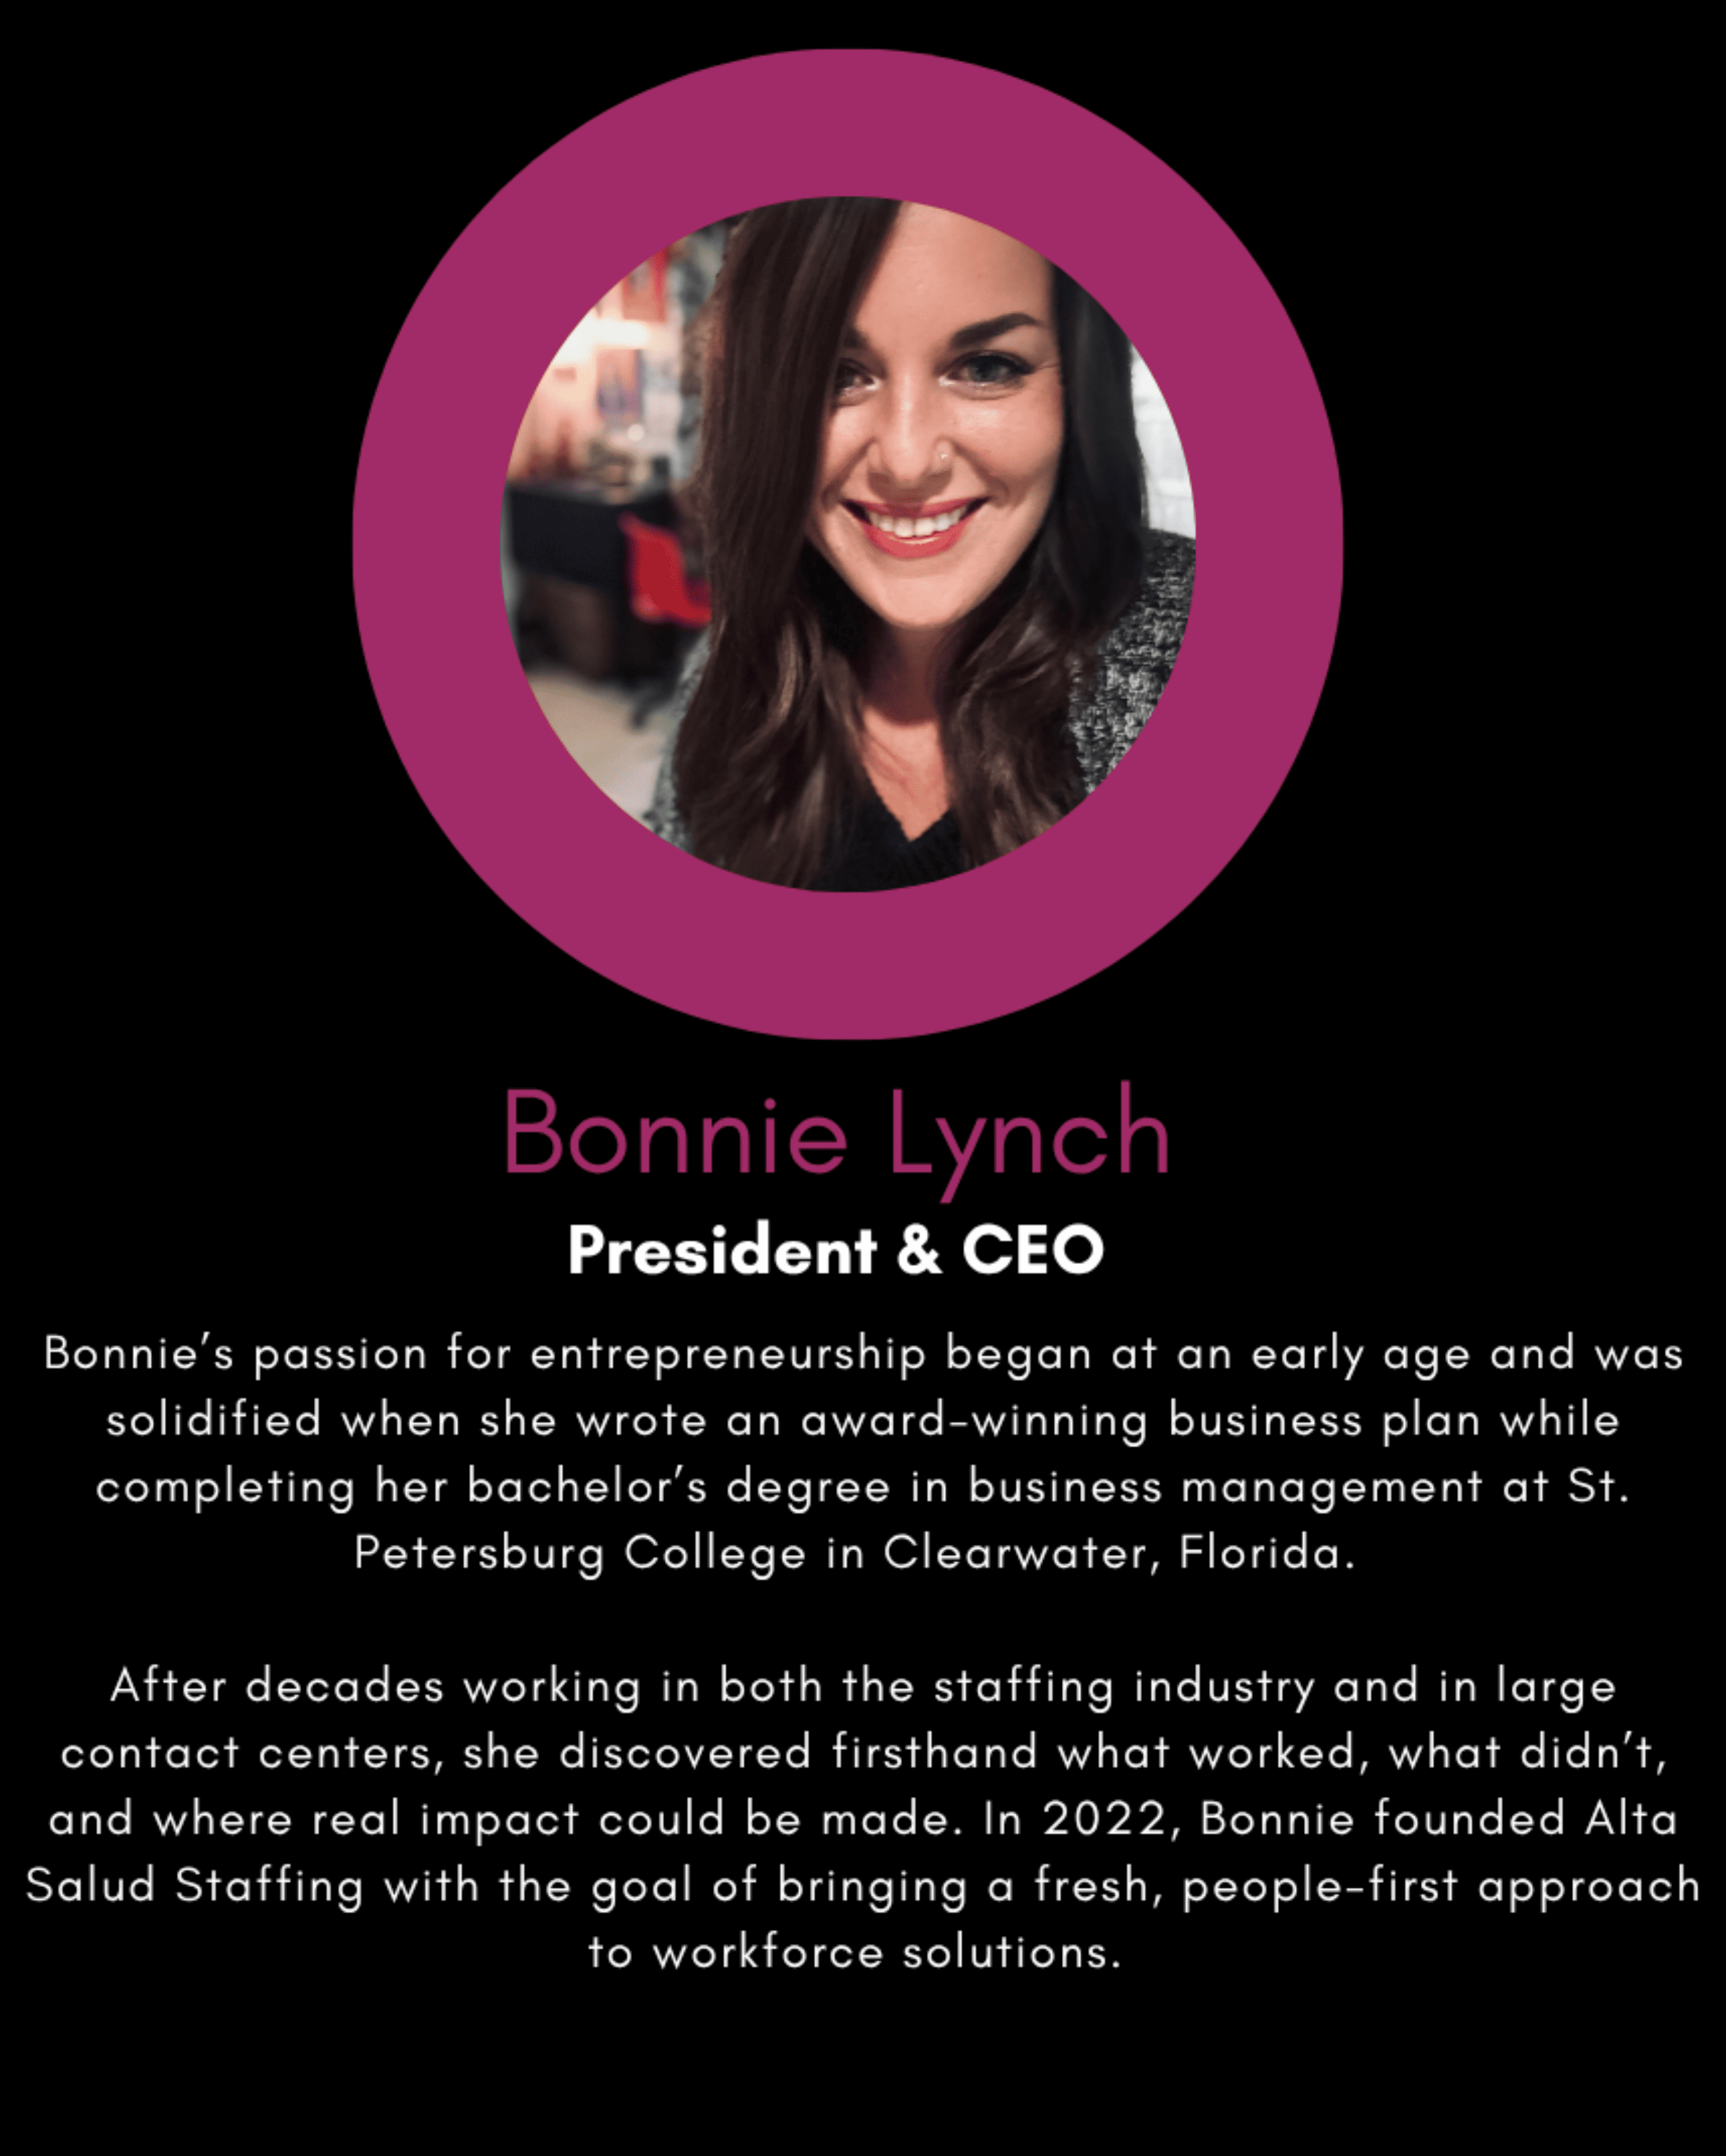 Bonnie Lynch
President & CEO
Bonnie’s passion for entrepreneurship began at an early age and was
solidified when she wrote an award-winning business plan while
completing her bachelor’s degree in business management at St.
Petersburg College in Clearwater, Florida.
After decades working in both the staffing industry and in large
contact centers, she discovered firsthand what worked, what didn’t,
and where real impact could be made. In 2022, Bonnie founded Alta
Salud Staffing with the goal of bringing a fresh, people-first approach
to workforce solutions.